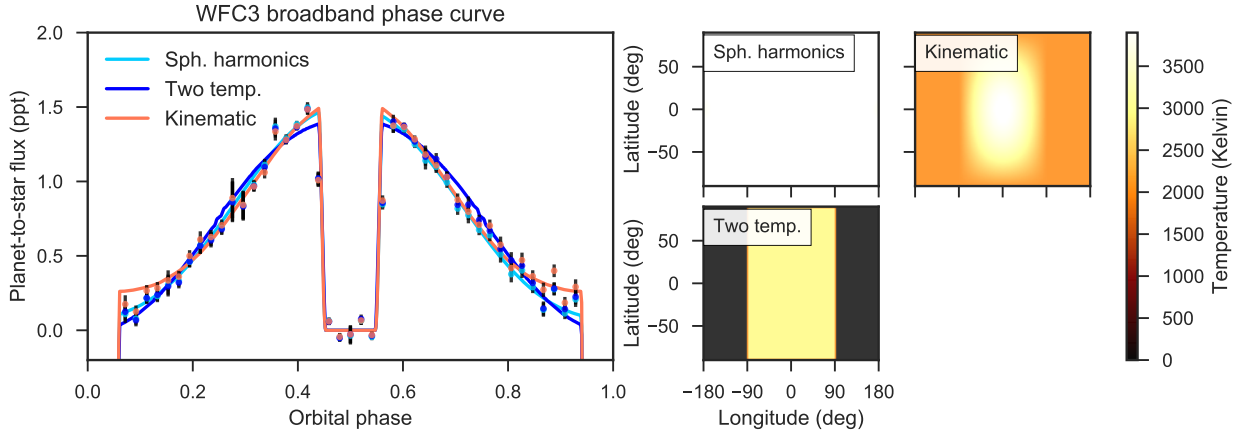 WFC3 broadband phase curve
Planet-to-star flux (ppt)
2.0
1.5
1.0
0.5
0.0
Sph. harmonics
Two temp.
Kinematic
0.0 0.2 0.4 0.6 0.8 1.0
Orbital phase
Latitude (deg)
50
0
−50
Sph. harmonics
Kinematic
Latitude (deg)
50
0
−50
Two temp.
−180 −90 0 90 180
Longitude (deg)
3500
3000
2500
2000
1500
1000
500
0
Temperature (Kelvin)